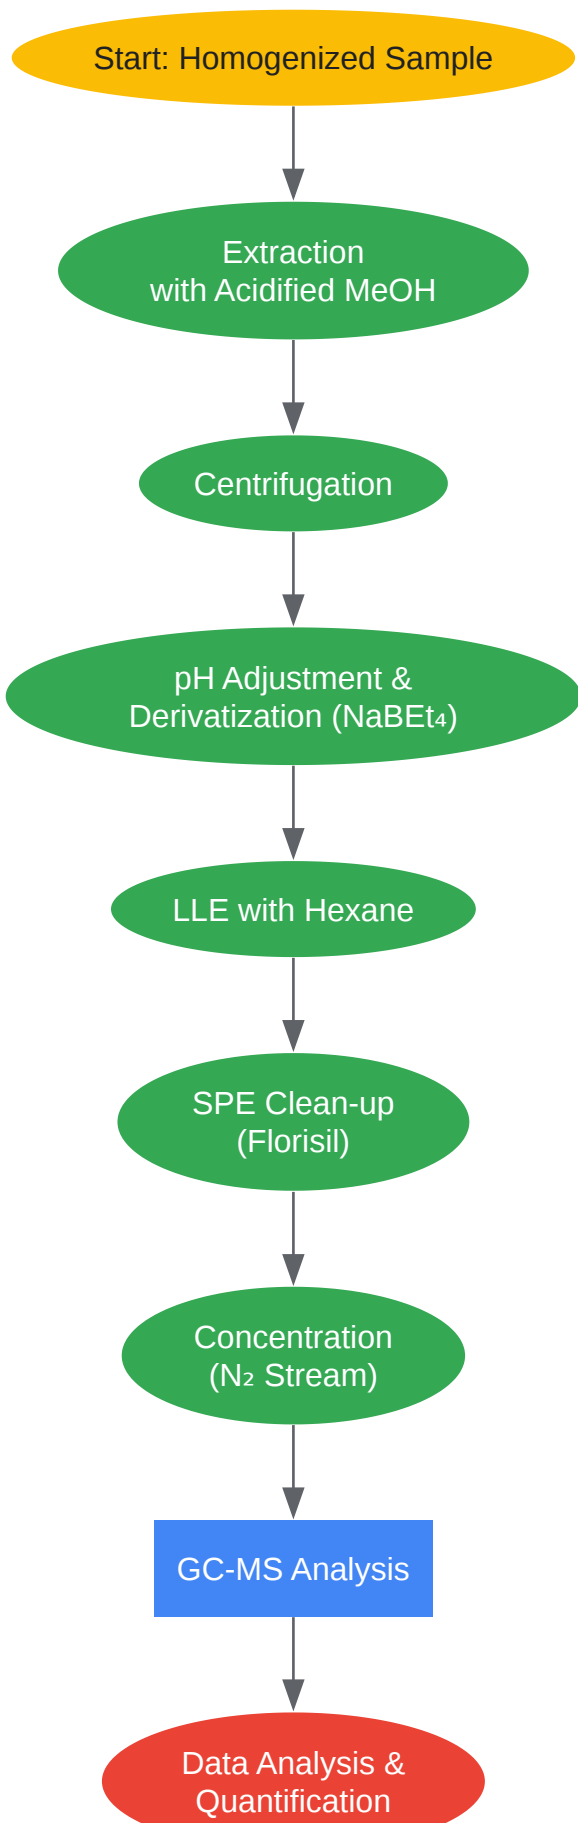 Start: Homogenized Sample
Extraction
with Acidified MeOH
Centrifugation
pH Adjustment &
Derivatization (NaBEt₄)
LLE with Hexane
SPE Clean-up
(Florisil)
Concentration
(N₂ Stream)
GC-MS Analysis
Data Analysis &
Quantification